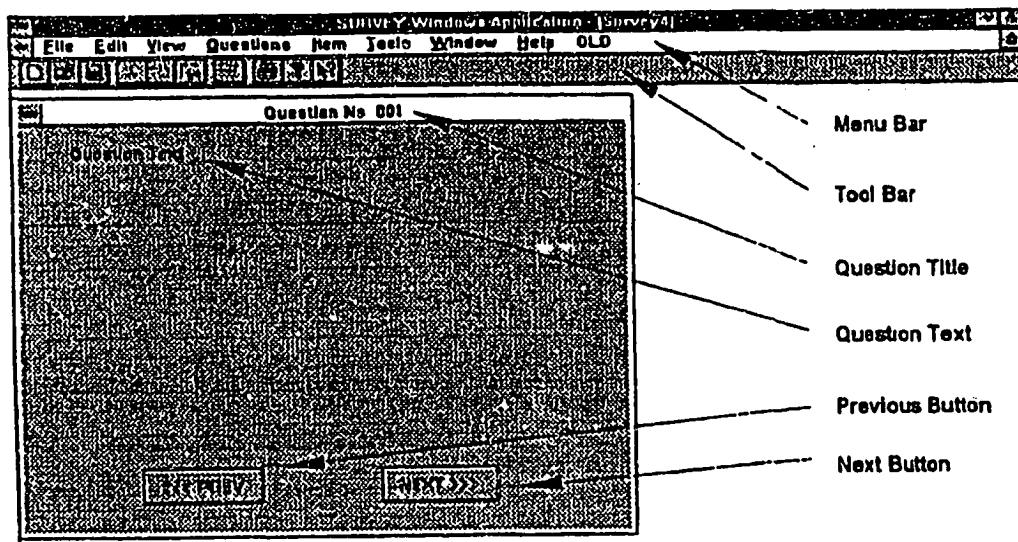 SURVEY Windows Application - [Survey4]
File Edit View Questions Item Tools Window Help OLD
Question No 001
Question Text
Menu Bar
Tool Bar
Question Title
Question Text
Previous Button
Next Button
<<< PREV
NEXT >>>